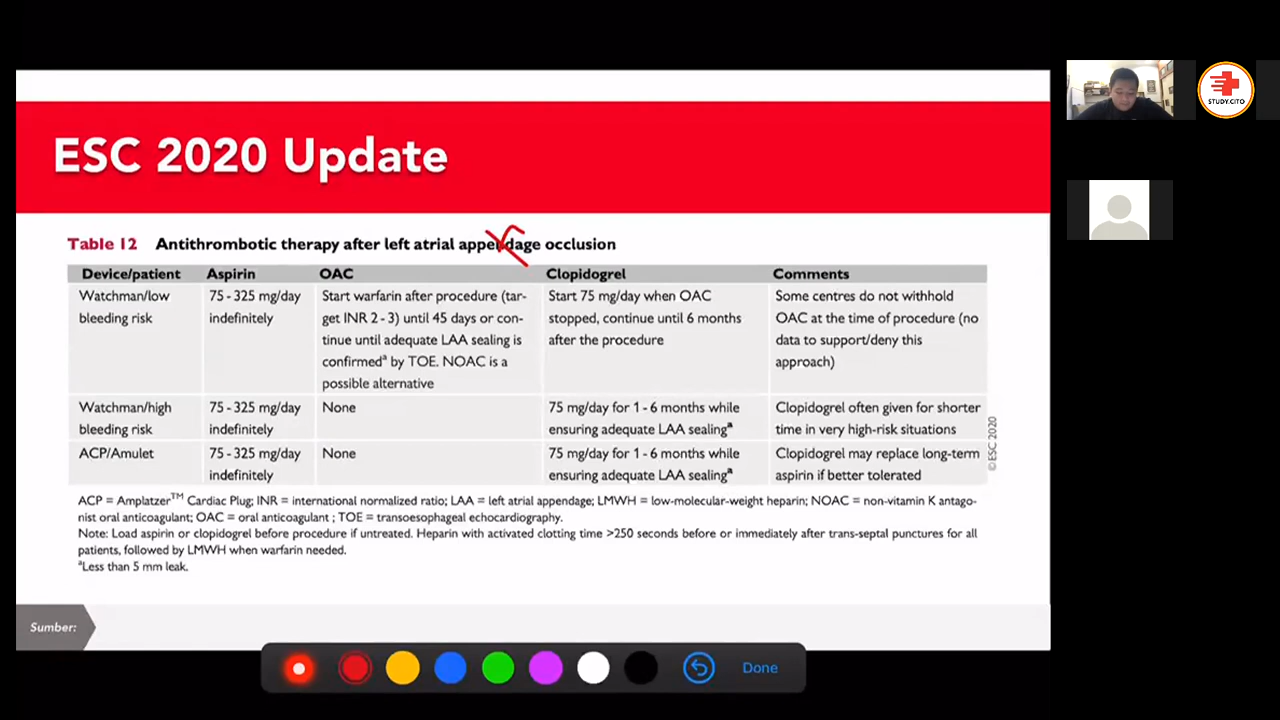 ESC 2020 Update
Table 12 Antithrombotic therapy after left atrial appendage occlusion
Device/patient Aspirin OAC Clopidogrel Comments
Watchman/low 75 - 325 mg/day Start warfarin after procedure (tar- Start 75 mg/day when OAC Some centres do not withhold
bleeding risk indefinitely get INR 2 - 3) until 45 days or con- stopped, continue until 6 months OAC at the time of procedure (no
tinue until adequate LAA sealing is after the procedure data to support/deny this
confirmedᵃ by TOE. NOAC is a approach)
possible alternative
Watchman/high 75 - 325 mg/day None 75 mg/day for 1 - 6 months while Clopidogrel often given for shorter
bleeding risk indefinitely ensuring adequate LAA sealingᵃ time in very high-risk situations
ACP/Amulet 75 - 325 mg/day None 75 mg/day for 1 - 6 months while Clopidogrel may replace long-term
indefinitely ensuring adequate LAA sealingᵃ aspirin if better tolerated
©ESC 2020
ACP = Amplatzer™ Cardiac Plug; INR = international normalized ratio; LAA = left atrial appendage; LMWH = low-molecular-weight heparin; NOAC = non-vitamin K antago-
nist oral anticoagulant; OAC = oral anticoagulant ; TOE = transoesophageal echocardiography.
Note: Load aspirin or clopidogrel before procedure if untreated. Heparin with activated clotting time >250 seconds before or immediately after trans-septal punctures for all
patients, followed by LMWH when warfarin needed.
ᵃLess than 5 mm leak.
Sumber:
Done
STUDY.CITO